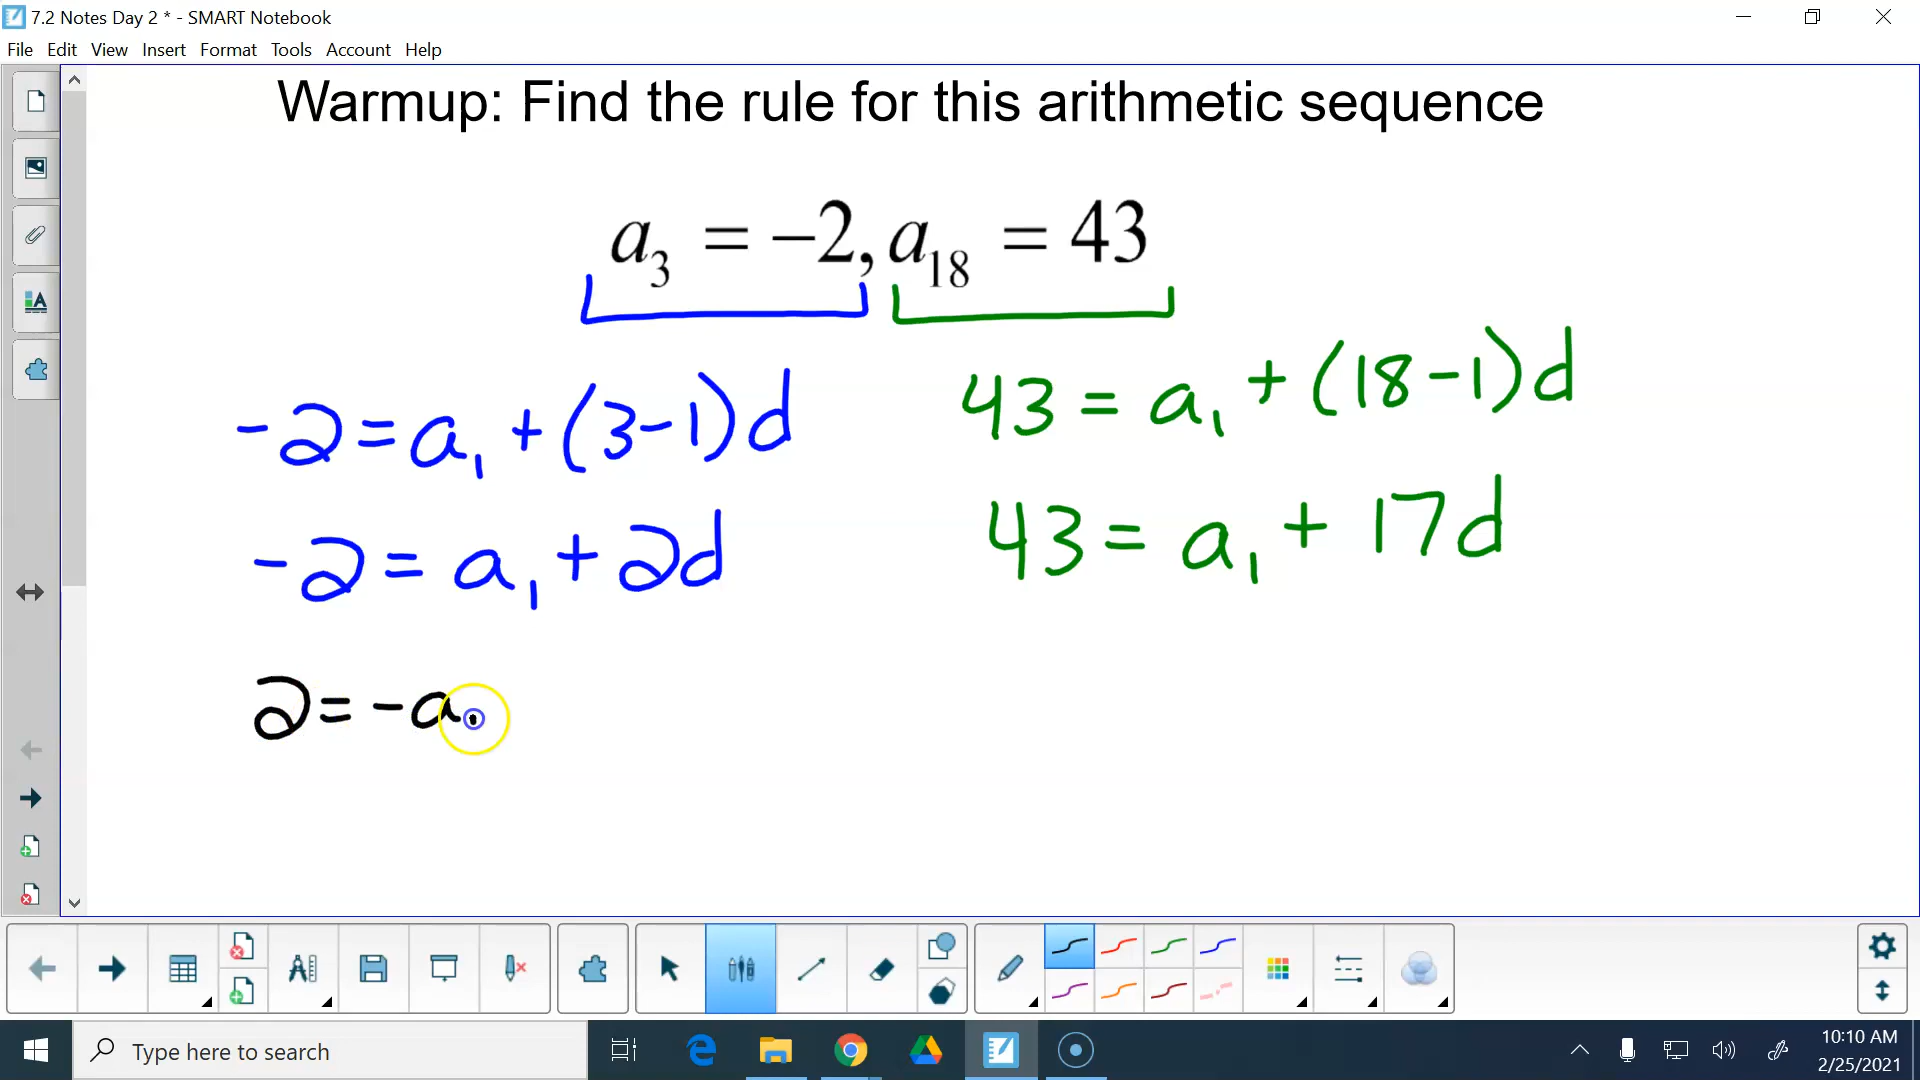 7.2 Notes Day 2 * - SMART Notebook
File Edit View Insert Format Tools Account Help
Warmup: Find the rule for this arithmetic sequence
a₃ = −2, a₁₈ = 43
-2 = a₁ + (3-1)d
43 = a₁ + (18-1)d
-2 = a₁ + 2d
43 = a₁ + 17d
2 = -a
Type here to search
10:10 AM
2/25/2021